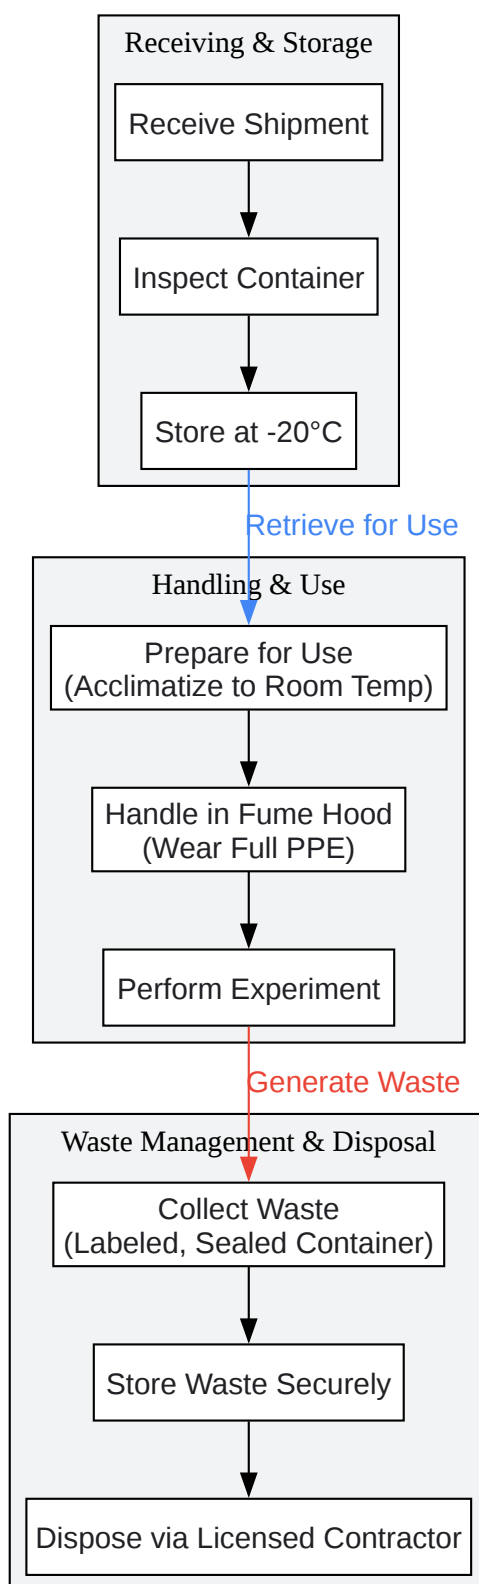 Receiving & Storage
Receive Shipment
Inspect Container
Store at -20°C
Retrieve for Use
Handling & Use
Prepare for Use
(Acclimatize to Room Temp)
Handle in Fume Hood
(Wear Full PPE)
Perform Experiment
Generate Waste
Waste Management & Disposal
Collect Waste
(Labeled, Sealed Container)
Store Waste Securely
Dispose via Licensed Contractor